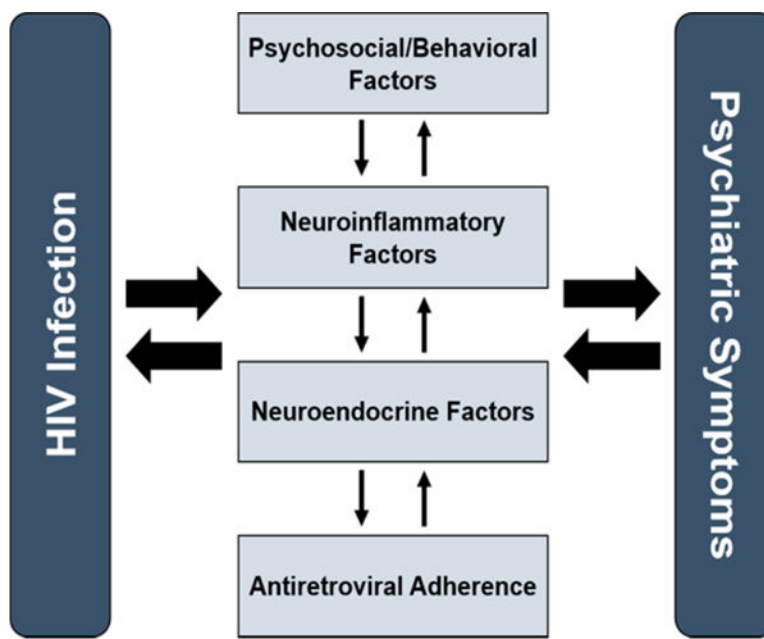 HIV Infection
Psychosocial/Behavioral
Factors
Neuroinflammatory
Factors
Neuroendocrine Factors
Antiretroviral Adherence
Psychiatric Symptoms